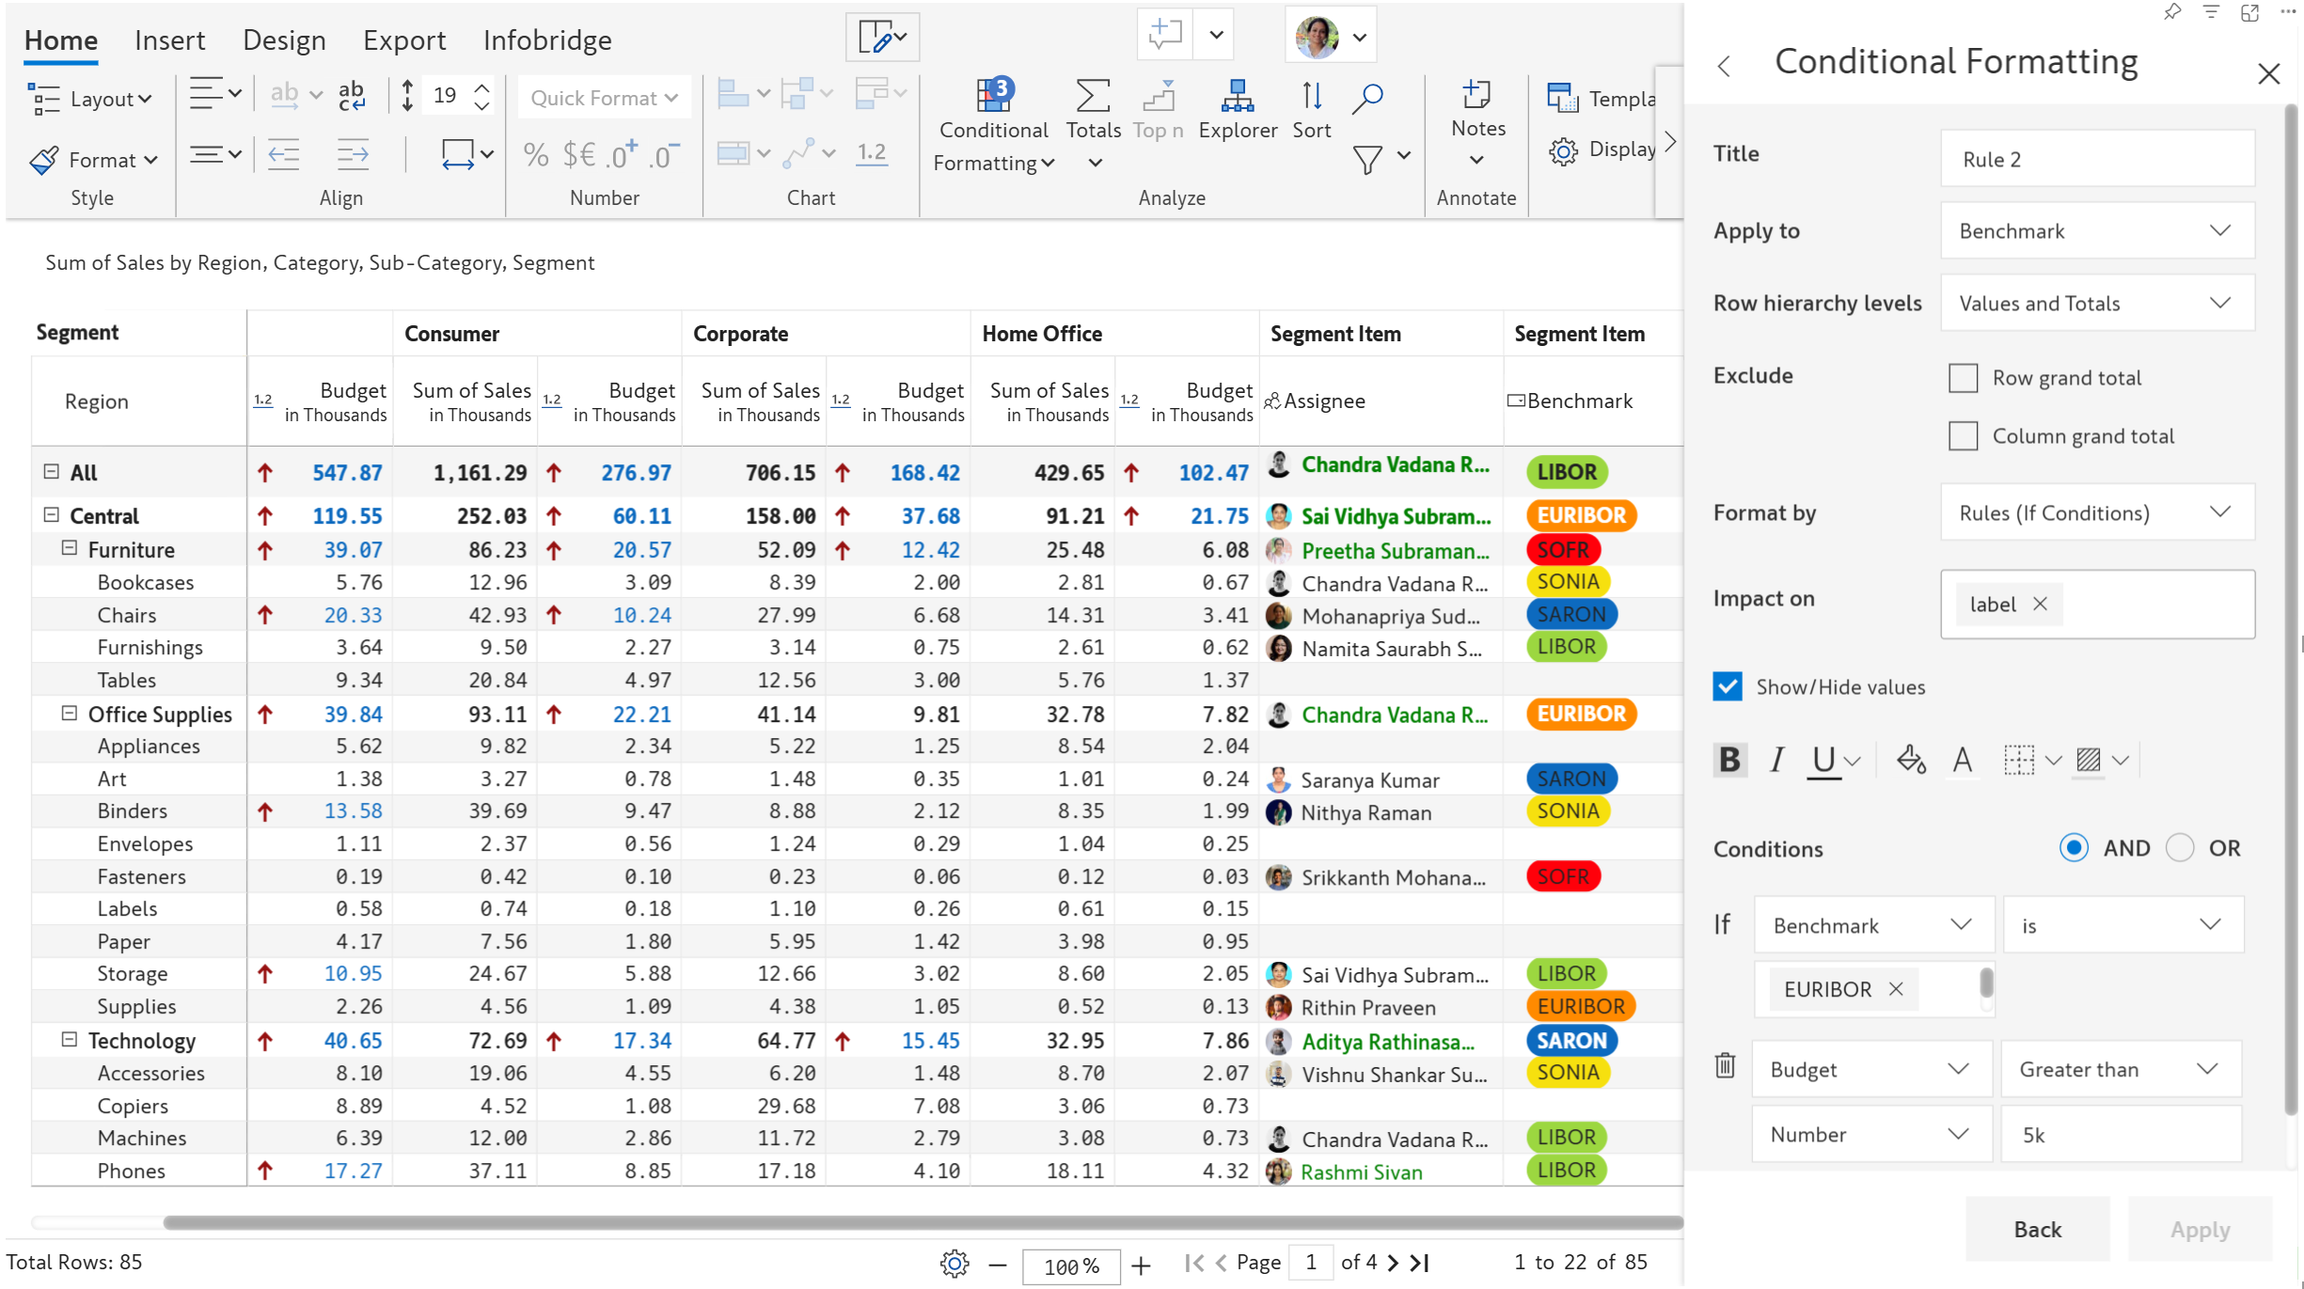 Home Insert Design Export Infobridge
Layout ab ab c 19 Quick Format 3 Conditional Formatting Totals Top n Explorer Sort Notes Templa
Format % $€ .0+ .0- 1.2 Display
Style Align Number Chart Analyze Annotate
Sum of Sales by Region, Category, Sub-Category, Segment
Segment Consumer Corporate Home Office Segment Item Segment Item
Region 1.2 Budget in Thousands Sum of Sales in Thousands 1.2 Budget in Thousands Sum of Sales in Thousands 1.2 Budget in Thousands Sum of Sales in Thousands 1.2 Budget in Thousands Assignee Benchmark
All 547.87 1,161.29 276.97 706.15 168.42 429.65 102.47 Chandra Vadana R... LIBOR
Central 119.55 252.03 60.11 158.00 37.68 91.21 21.75 Sai Vidhya Subram... EURIBOR
Furniture 39.07 86.23 20.57 52.09 12.42 25.48 6.08 Preetha Subraman... SOFR
Bookcases 5.76 12.96 3.09 8.39 2.00 2.81 0.67 Chandra Vadana R... SONIA
Chairs 20.33 42.93 10.24 27.99 6.68 14.31 3.41 Mohanapriya Sud... SARON
Furnishings 3.64 9.50 2.27 3.14 0.75 2.61 0.62 Namita Saurabh S... LIBOR
Tables 9.34 20.84 4.97 12.56 3.00 5.76 1.37
Office Supplies 39.84 93.11 22.21 41.14 9.81 32.78 7.82 Chandra Vadana R... EURIBOR
Appliances 5.62 9.82 2.34 5.22 1.25 8.54 2.04
Art 1.38 3.27 0.78 1.48 0.35 1.01 0.24 Saranya Kumar SARON
Binders 13.58 39.69 9.47 8.88 2.12 8.35 1.99 Nithya Raman SONIA
Envelopes 1.11 2.37 0.56 1.24 0.29 1.04 0.25
Fasteners 0.19 0.42 0.10 0.23 0.06 0.12 0.03 Srikkanth Mohana... SOFR
Labels 0.58 0.74 0.18 1.10 0.26 0.61 0.15
Paper 4.17 7.56 1.80 5.95 1.42 3.98 0.95
Storage 10.95 24.67 5.88 12.66 3.02 8.60 2.05 Sai Vidhya Subram... LIBOR
Supplies 2.26 4.56 1.09 4.38 1.05 0.52 0.13 Rithin Praveen EURIBOR
Technology 40.65 72.69 17.34 64.77 15.45 32.95 7.86 Aditya Rathinasa... SARON
Accessories 8.10 19.06 4.55 6.20 1.48 8.70 2.07 Vishnu Shankar Su... SONIA
Copiers 8.89 4.52 1.08 29.68 7.08 3.06 0.73
Machines 6.39 12.00 2.86 11.72 2.79 3.08 0.73 Chandra Vadana R... LIBOR
Phones 17.27 37.11 8.85 17.18 4.10 18.11 4.32 Rashmi Sivan LIBOR
Total Rows: 85 100% Page 1 of 4 1 to 22 of 85
Conditional Formatting
Title Rule 2
Apply to Benchmark
Row hierarchy levels Values and Totals
Exclude Row grand total
Column grand total
Format by Rules (If Conditions)
Impact on label
Show/Hide values
B I U A
Conditions AND OR
If Benchmark is
EURIBOR
Budget Greater than
Number 5k
Back Apply